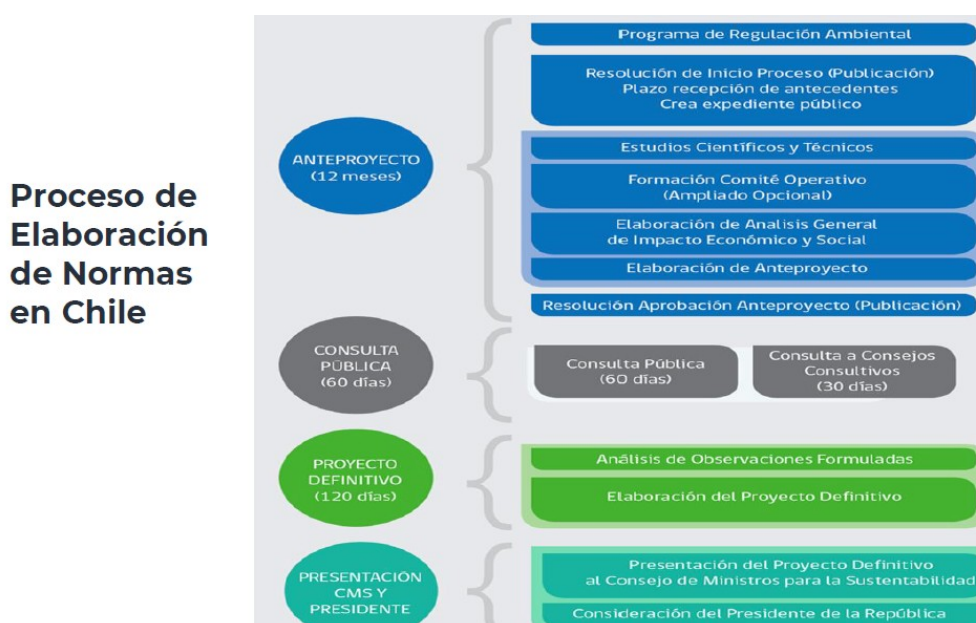 Proceso de
Elaboración
de Normas
en Chile
ANTEPROYECTO
(12 meses)
Programa de Regulación Ambiental
Resolución de Inicio Proceso (Publicación)
Plazo recepción de antecedentes
Crea expediente público
Estudios Científicos y Técnicos
Formación Comité Operativo
(Ampliado Opcional)
Elaboración de Analisis General
de Impacto Económico y Social
Elaboración de Anteproyecto
Resolución Aprobación Anteproyecto (Publicación)
CONSULTA
PÚBLICA
(60 días)
Consulta Pública
(60 días)
Consulta a Consejos
Consultivos
(30 días)
PROYECTO
DEFINITIVO
(120 días)
Análisis de Observaciones Formuladas
Elaboración del Proyecto Definitivo
PRESENTACIÓN
CMS Y
PRESIDENTE
Presentación del Proyecto Definitivo
al Consejo de Ministros para la Sustentabilidad
Consideración del Presidente de la República